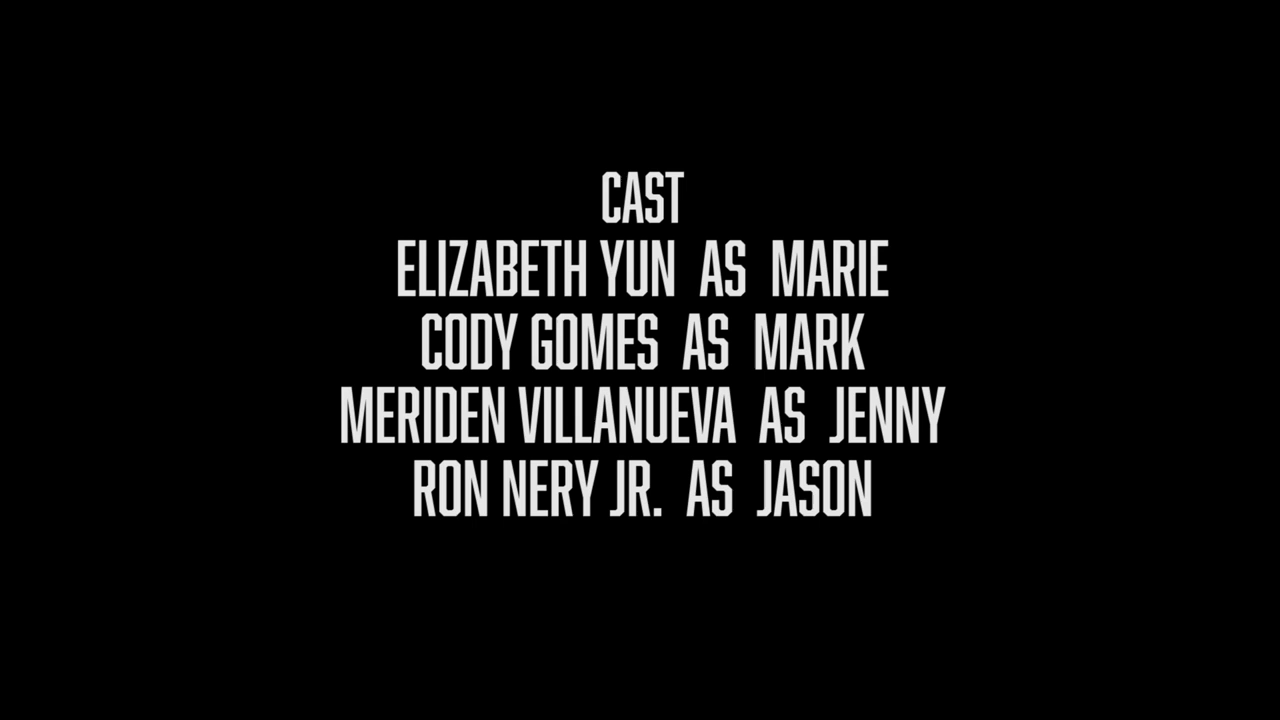 CAST
ELIZABETH YUN AS MARIE
CODY GOMES AS MARK
MERIDEN VILLANUEVA AS JENNY
RON NERY JR. AS JASON